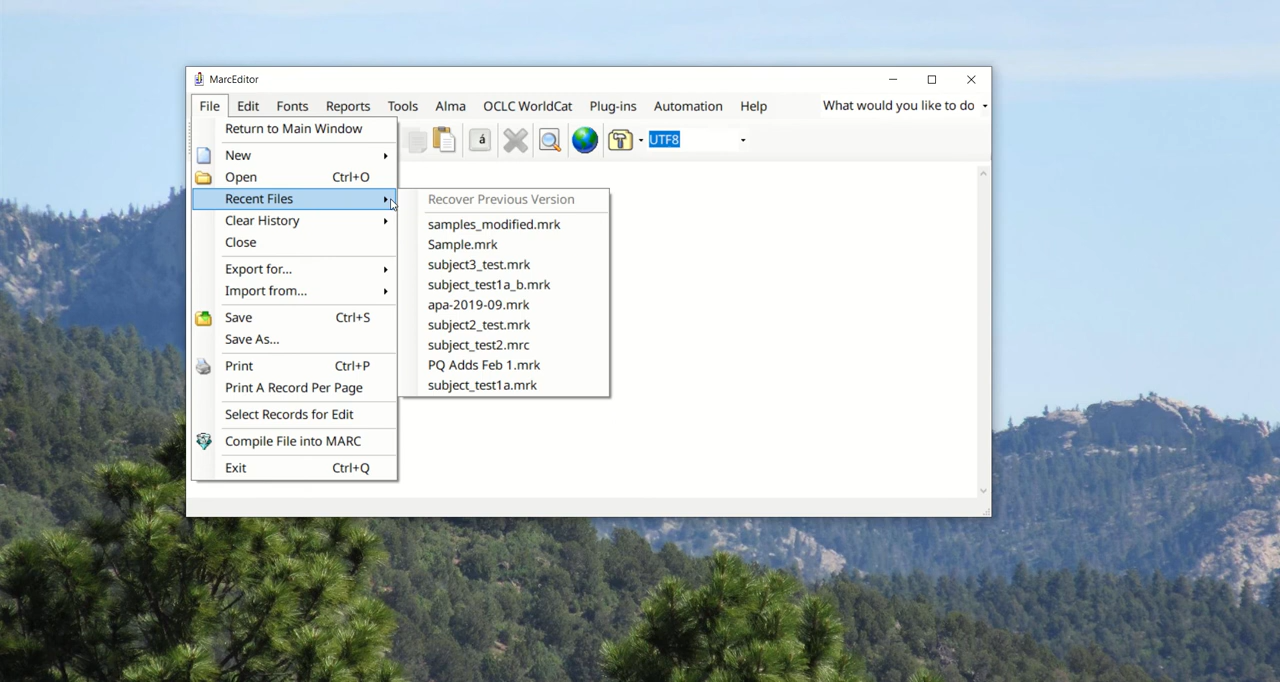 MarcEditor
File Edit Fonts Reports Tools Alma OCLC WorldCat Plug-ins Automation Help What would you like to do
á UTF8
Return to Main Window
New
Open Ctrl+O
Recent Files
Clear History
Close
Export for...
Import from...
Save Ctrl+S
Save As...
Print Ctrl+P
Print A Record Per Page
Select Records for Edit
Compile File into MARC
Exit Ctrl+Q
Recover Previous Version
samples_modified.mrk
Sample.mrk
subject3_test.mrk
subject_test1a_b.mrk
apa-2019-09.mrk
subject2_test.mrk
subject_test2.mrc
PQ Adds Feb 1.mrk
subject_test1a.mrk